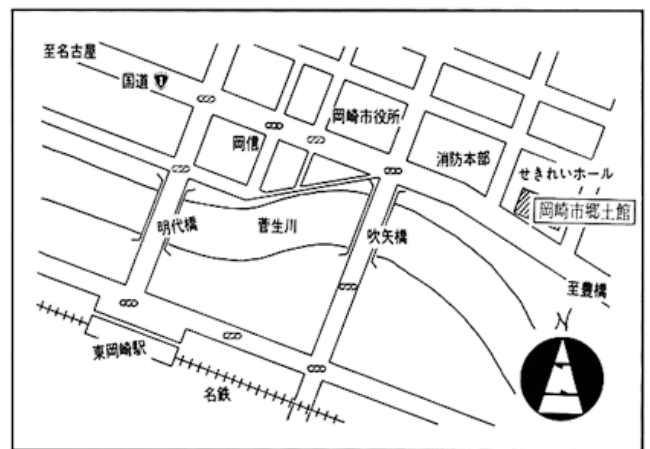 至名古屋
国道 1
岡崎市役所
岡信
消防本部
せきれいホール
岡崎市郷土館
明代橋
菅生川
吹矢橋
至豊橋
N
東岡崎駅
名鉄